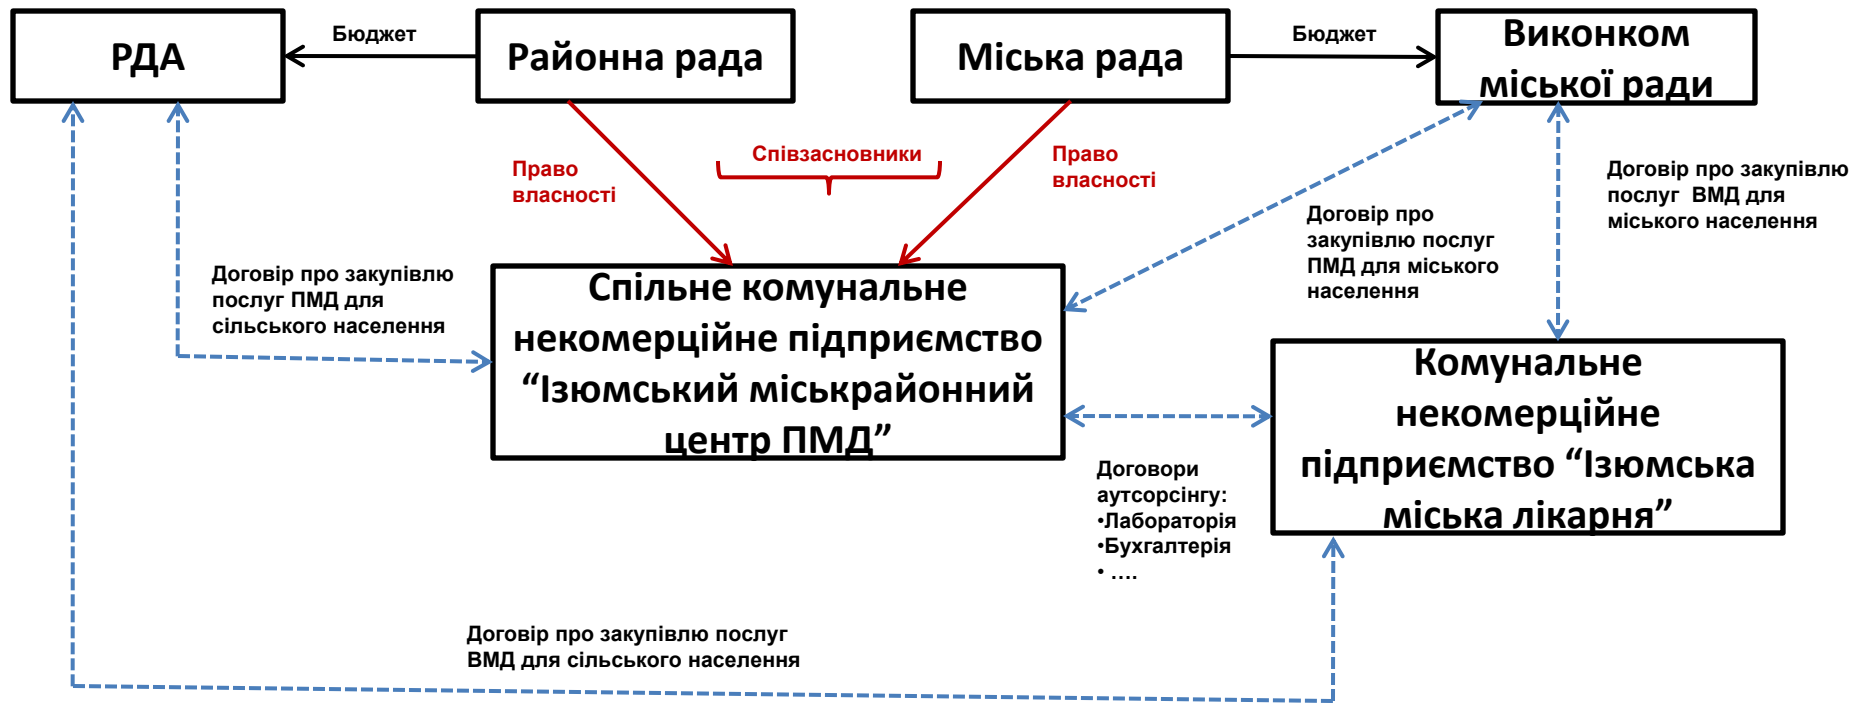 РДА
Бюджет
Районна рада
Міська рада
Бюджет
Виконком
міської ради
Право
власності
Співзасновники
Право
власності
Договір про закупівлю
послуг ВМД для
міського населення
Договір про
закупівлю послуг
ПМД для міського
населення
Договір про закупівлю
послуг ПМД для
сільського населення
Спільне комунальне
некомерційне підприємство
“Ізюмський міськрайонний
центр ПМД”
Комунальне
некомерційне
підприємство “Ізюмська
міська лікарня”
Договори
аутсорсінгу:
•Лабораторія
•Бухгалтерія
• ….
Договір про закупівлю послуг
ВМД для сільського населення